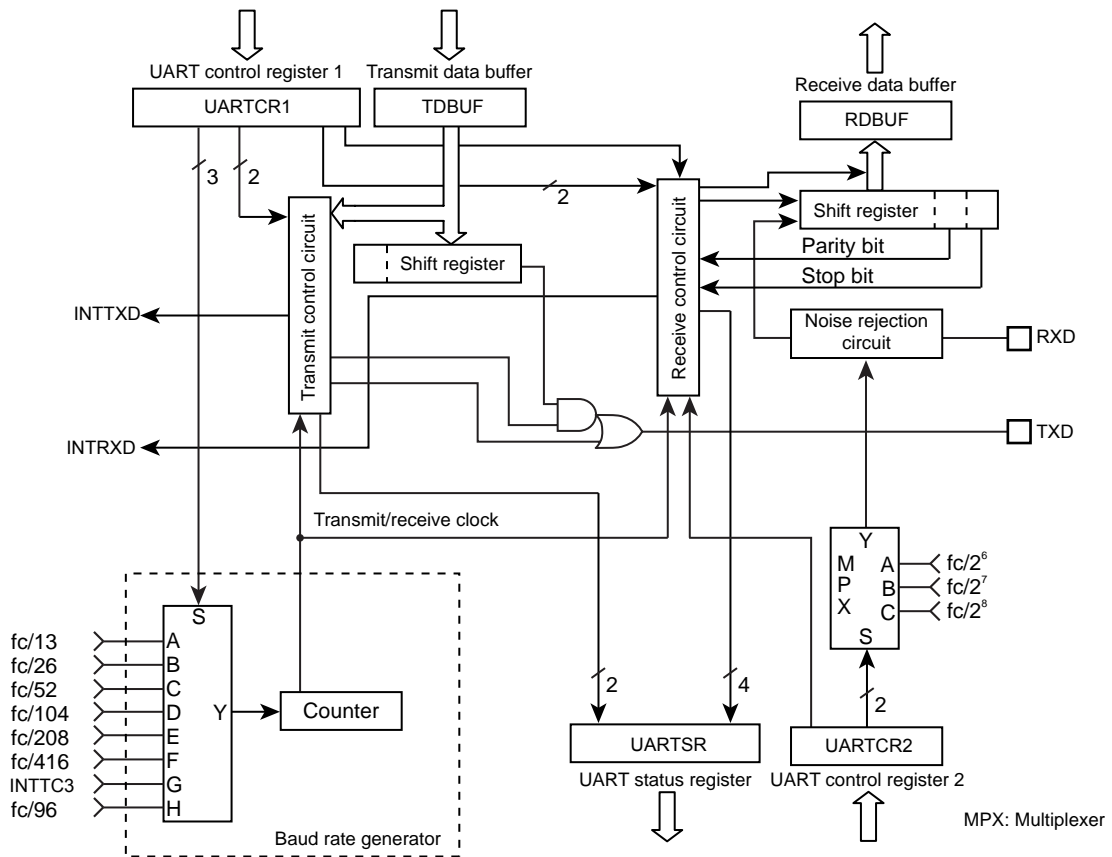 UART control register 1
Transmit data buffer
Receive data buffer
UARTCR1
TDBUF
RDBUF
3
2
2
Transmit control circuit
Receive control circuit
Shift register
Shift register
Parity bit
Stop bit
INTTXD
Noise rejection
circuit
RXD
INTRXD
TXD
Transmit/receive clock
Y
M
P
X
A
B
C
S
fc/2⁶
fc/2⁷
fc/2⁸
S
fc/13
A
fc/26
B
fc/52
C
fc/104
D
Y
Counter
fc/208
E
fc/416
F
INTTC3
G
fc/96
H
Baud rate generator
2
4
2
UARTSR
UARTCR2
UART status register
UART control register 2
MPX: Multiplexer